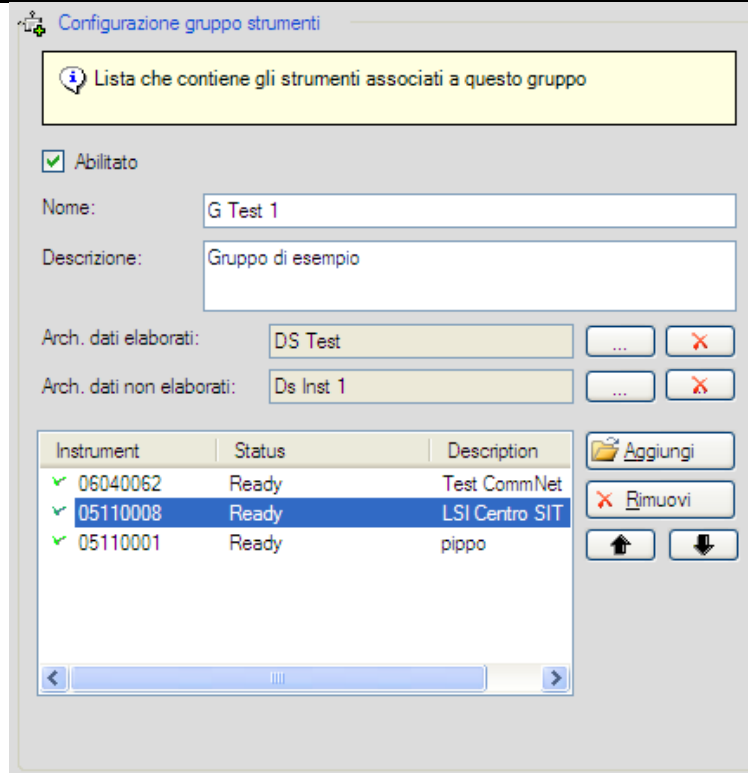 Configurazione gruppo strumenti
Lista che contiene gli strumenti associati a questo gruppo
Abilitato
Nome: G Test 1
Descrizione: Gruppo di esempio
Arch. dati elaborati: DS Test ...
Arch. dati non elaborati: Ds Inst 1 ...
Instrument Status Description Aggiungi
06040062 Ready Test CommNet
05110008 Ready LSI Centro SIT Rimuovi
05110001 Ready pippo